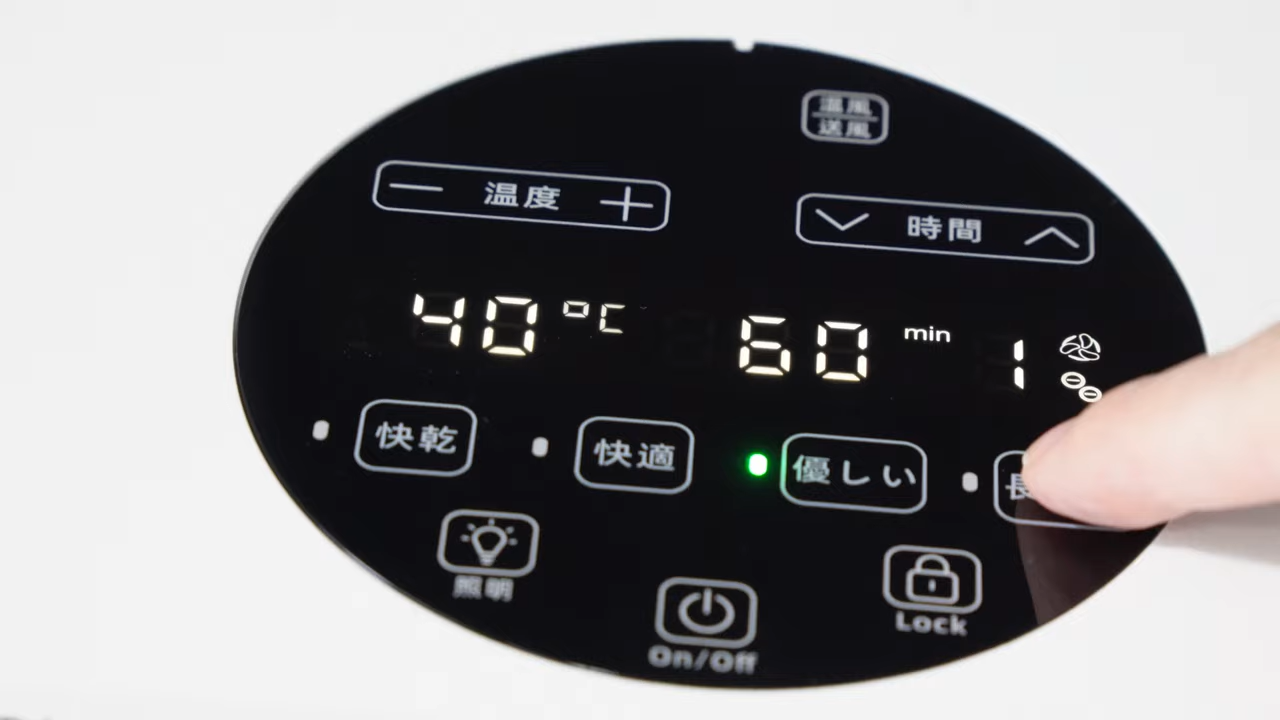 温風
送風
− 温度 +
時間
40 °C
60 min 1
快乾
快適
優しい
長
照明
On/Off
Lock